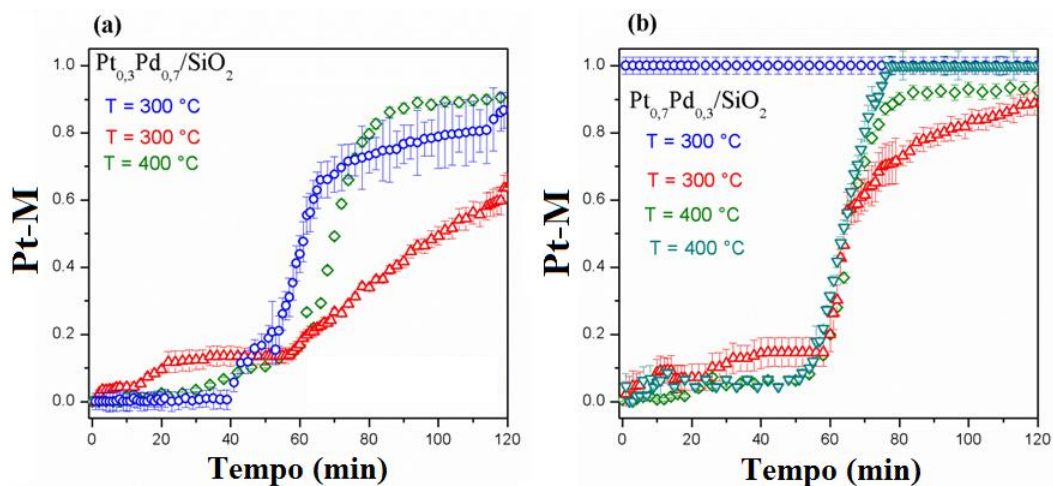 (a)
Pt0,3Pd0,7/SiO2
T = 300 °C
T = 300 °C
T = 400 °C
1.0
0.8
0.6
0.4
0.2
0.0
Pt-M
0 20 40 60 80 100 120
Tempo (min)
(b)
Pt0,7Pd0,3/SiO2
T = 300 °C
T = 300 °C
T = 400 °C
T = 400 °C
1.0
0.8
0.6
0.4
0.2
0.0
Pt-M
0 20 40 60 80 100 120
Tempo (min)